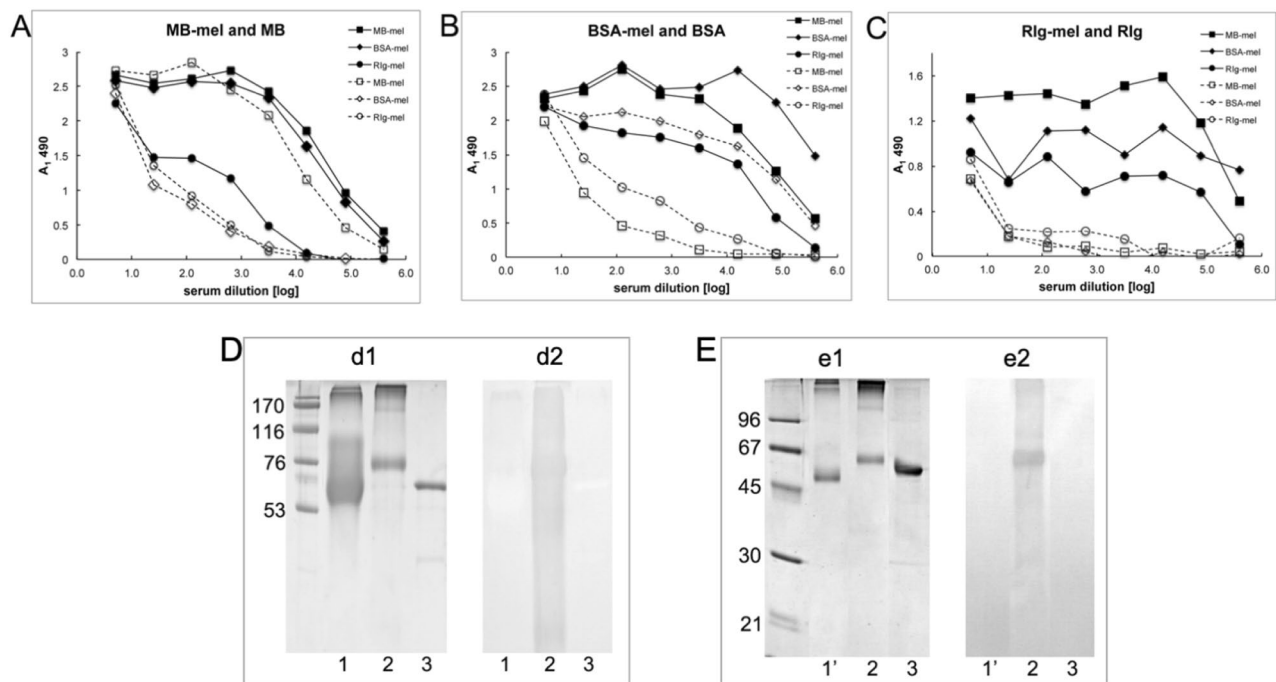 A
MB-mel and MB
MB-mel
BSA-mel
RIg-mel
MB-mel
BSA-mel
RIg-mel
3
2.5
2
1.5
1
0.5
0
A₁ 490
0.0 1.0 2.0 3.0 4.0 5.0 6.0
serum dilution [log]
B
BSA-mel and BSA
MB-mel
BSA-mel
RIg-mel
MB-mel
BSA-mel
RIg-mel
3
2.5
2
1.5
1
0.5
0
A₁ 490
0.0 1.0 2.0 3.0 4.0 5.0 6.0
serum dilution [log]
C
RIg-mel and RIg
MB-mel
BSA-mel
RIg-mel
MB-mel
BSA-mel
RIg-mel
1.6
1.2
0.8
0.4
0
A₁ 490
0.0 1.0 2.0 3.0 4.0 5.0 6.0
serum dilution [log]
D
d1 d2
170
116
76
53
1 2 3 1 2 3
E
e1 e2
96
67
45
30
21
1' 2 3 1' 2 3